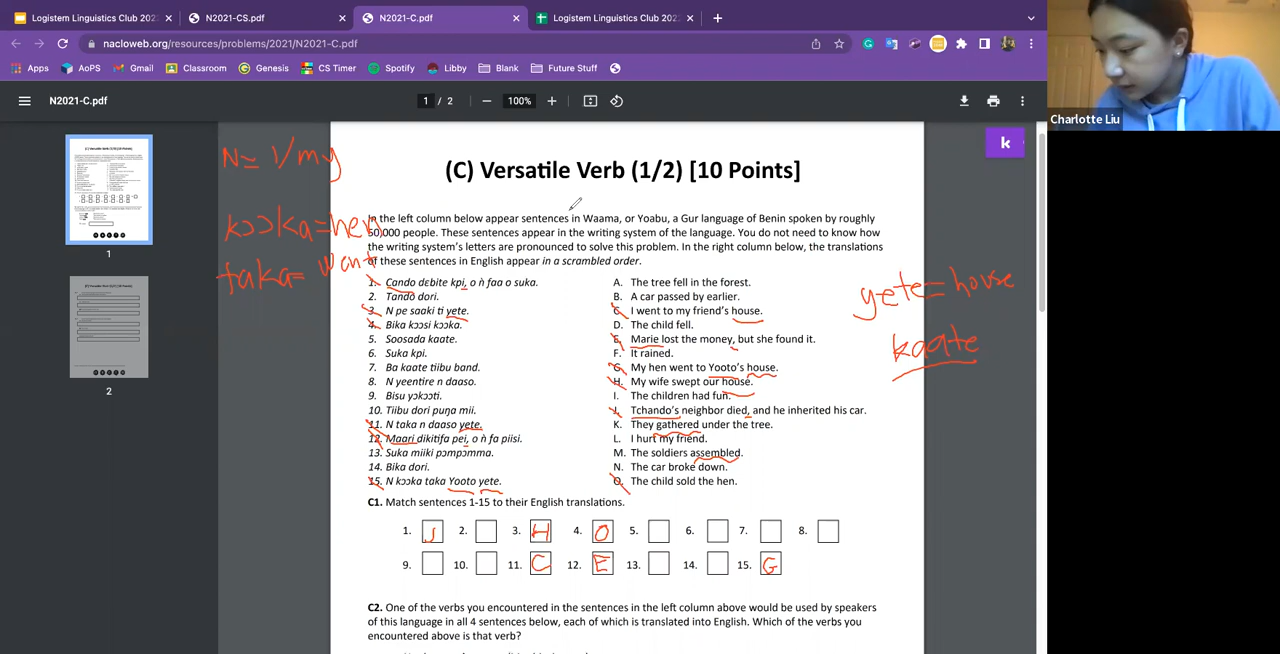 Logistem Linguistics Club 202
N2021-CS.pdf
N2021-C.pdf
Logistem Linguistics Club 2022
nacloweb.org/resources/problems/2021/N2021-C.pdf
Apps
AoPS
Gmail
Classroom
Genesis
CS Timer
Spotify
Libby
Blank
Future Stuff
N2021-C.pdf
1 / 2
100%
Charlotte Liu
1
2
k
N = I/my
kɔɔka = hen
taka = went
yete = house
kaate
(C) Versatile Verb (1/2) [10 Points]
In the left column below appear sentences in Waama, or Yoabu, a Gur language of Benin spoken by roughly
50,000 people. These sentences appear in the writing system of the language. You do not need to know how
the writing system's letters are pronounced to solve this problem. In the right column below, the translations
of these sentences in English appear in a scrambled order.
1. Cando dɛbite kpi, o ǹ faa o suka.
2. Tando dori.
3. N pe saaki ti yete.
4. Bika kɔɔsi kɔɔka.
5. Soosada kaate.
6. Suka kpi.
7. Ba kaate tiibu band.
8. N yeentire n daaso.
9. Bisu yɔkɔɔti.
10. Tiibu dori puŋa mii.
11. N taka n daaso yete.
12. Maari dikitifa pei, o ǹ fa piisi.
13. Suka miiki pɔmpɔmma.
14. Bika dori.
15. N kɔɔka taka Yooto yete.
A. The tree fell in the forest.
B. A car passed by earlier.
C. I went to my friend's house.
D. The child fell.
E. Marie lost the money, but she found it.
F. It rained.
G. My hen went to Yooto's house.
H. My wife swept our house.
I. The children had fun.
J. Tchando's neighbor died, and he inherited his car.
K. They gathered under the tree.
L. I hurt my friend.
M. The soldiers assembled.
N. The car broke down.
O. The child sold the hen.
C1. Match sentences 1-15 to their English translations.
1. J 2. 3. H 4. O 5. 6. 7. 8.
9. 10. 11. C 12. E 13. 14. 15. G
C2. One of the verbs you encountered in the sentences in the left column above would be used by speakers
of this language in all 4 sentences below, each of which is translated into English. Which of the verbs you
encountered above is that verb?